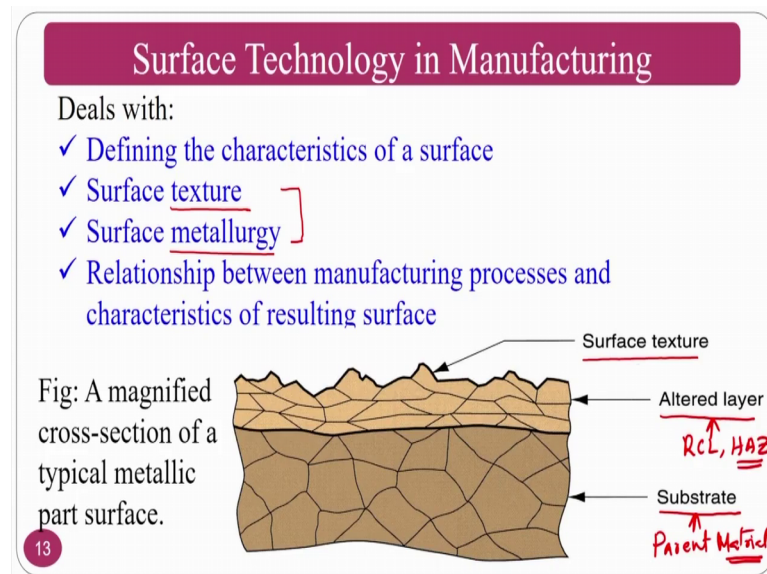 Surface Technology in Manufacturing
Deals with:
✓ Defining the characteristics of a surface
✓ Surface texture
✓ Surface metallurgy
✓ Relationship between manufacturing processes and
characteristics of resulting surface
Surface texture
Fig: A magnified
cross-section of a
typical metallic
part surface.
Altered layer
RCL, HAZ
Substrate
Parent Matrial
13